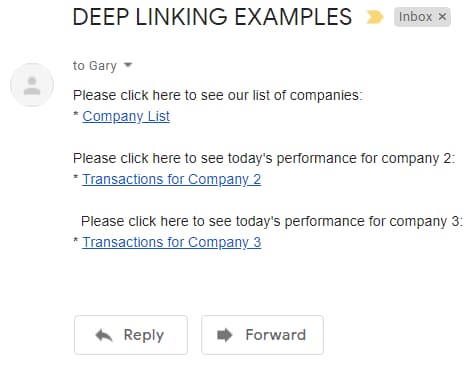 DEEP LINKING EXAMPLES Inbox ×
to Gary
Please click here to see our list of companies:
* Company List
Please click here to see today's performance for company 2:
* Transactions for Company 2
Please click here to see today's performance for company 3:
* Transactions for Company 3
Reply Forward